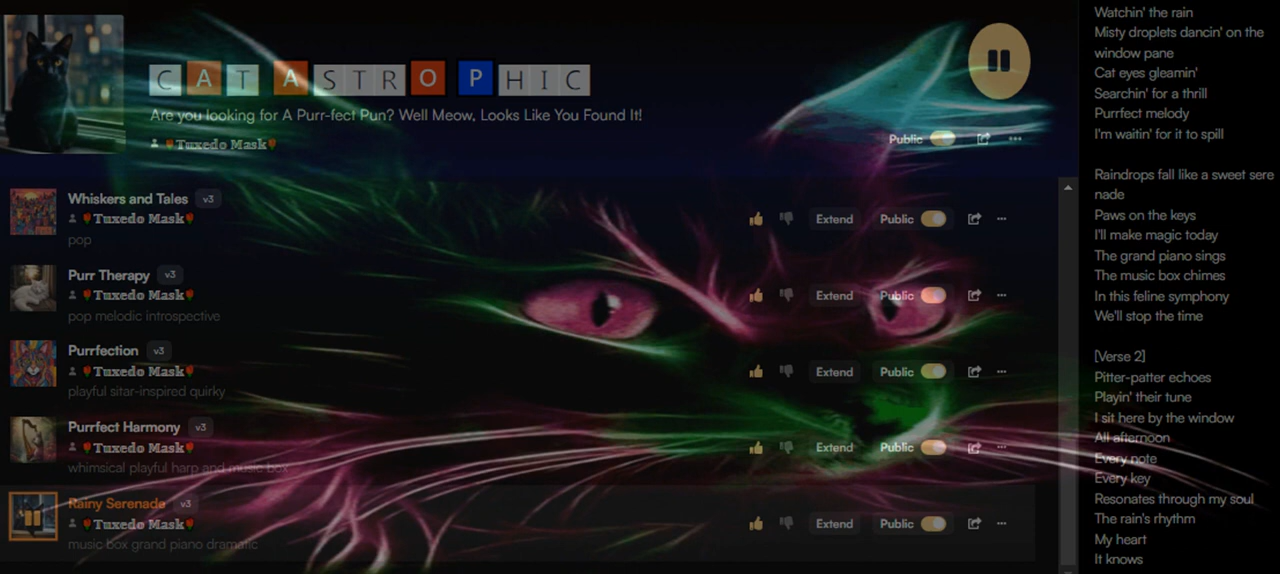 CAT ASTROPHIC
Are you looking for A Purr-fect Pun? Well Meow, Looks Like You Found It!
🌹Tuxedo Mask🌹
Public
Whiskers and Tales v3
🌹Tuxedo Mask🌹
pop
Extend
Public
Purr Therapy v3
🌹Tuxedo Mask🌹
pop melodic introspective
Extend
Public
Purrfection v3
🌹Tuxedo Mask🌹
playful sitar-inspired quirky
Extend
Public
Purrfect Harmony v3
🌹Tuxedo Mask🌹
whimsical playful harp and music box
Extend
Public
Rainy Serenade v3
🌹Tuxedo Mask🌹
music box grand piano dramatic
Extend
Public
Watchin' the rain
Misty droplets dancin' on the
window pane
Cat eyes gleamin'
Searchin' for a thrill
Purrfect melody
I'm waitin' for it to spill
Raindrops fall like a sweet sere
nade
Paws on the keys
I'll make magic today
The grand piano sings
The music box chimes
In this feline symphony
We'll stop the time
[Verse 2]
Pitter-patter echoes
Playin' their tune
I sit here by the window
All afternoon
Every note
Every key
Resonates through my soul
The rain's rhythm
My heart
It knows